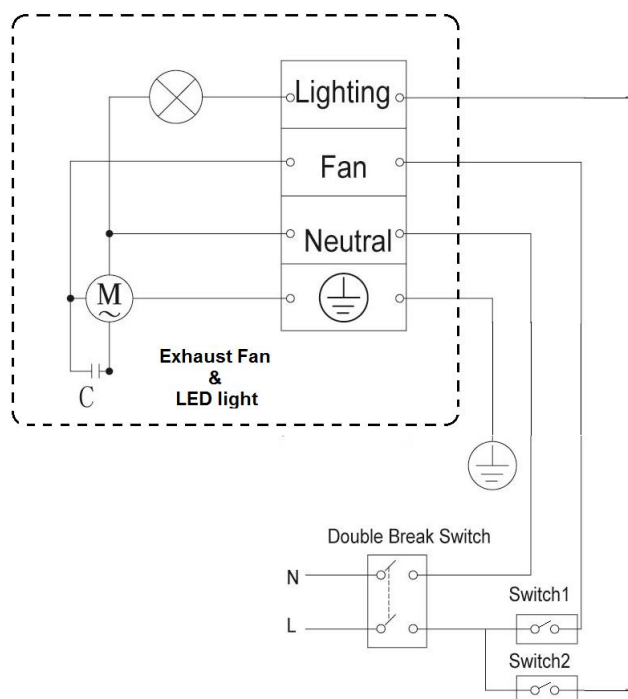 Lighting
Fan
Neutral
M
~
Exhaust Fan
&
LED light
C
Double Break Switch
N
L
Switch1
Switch2